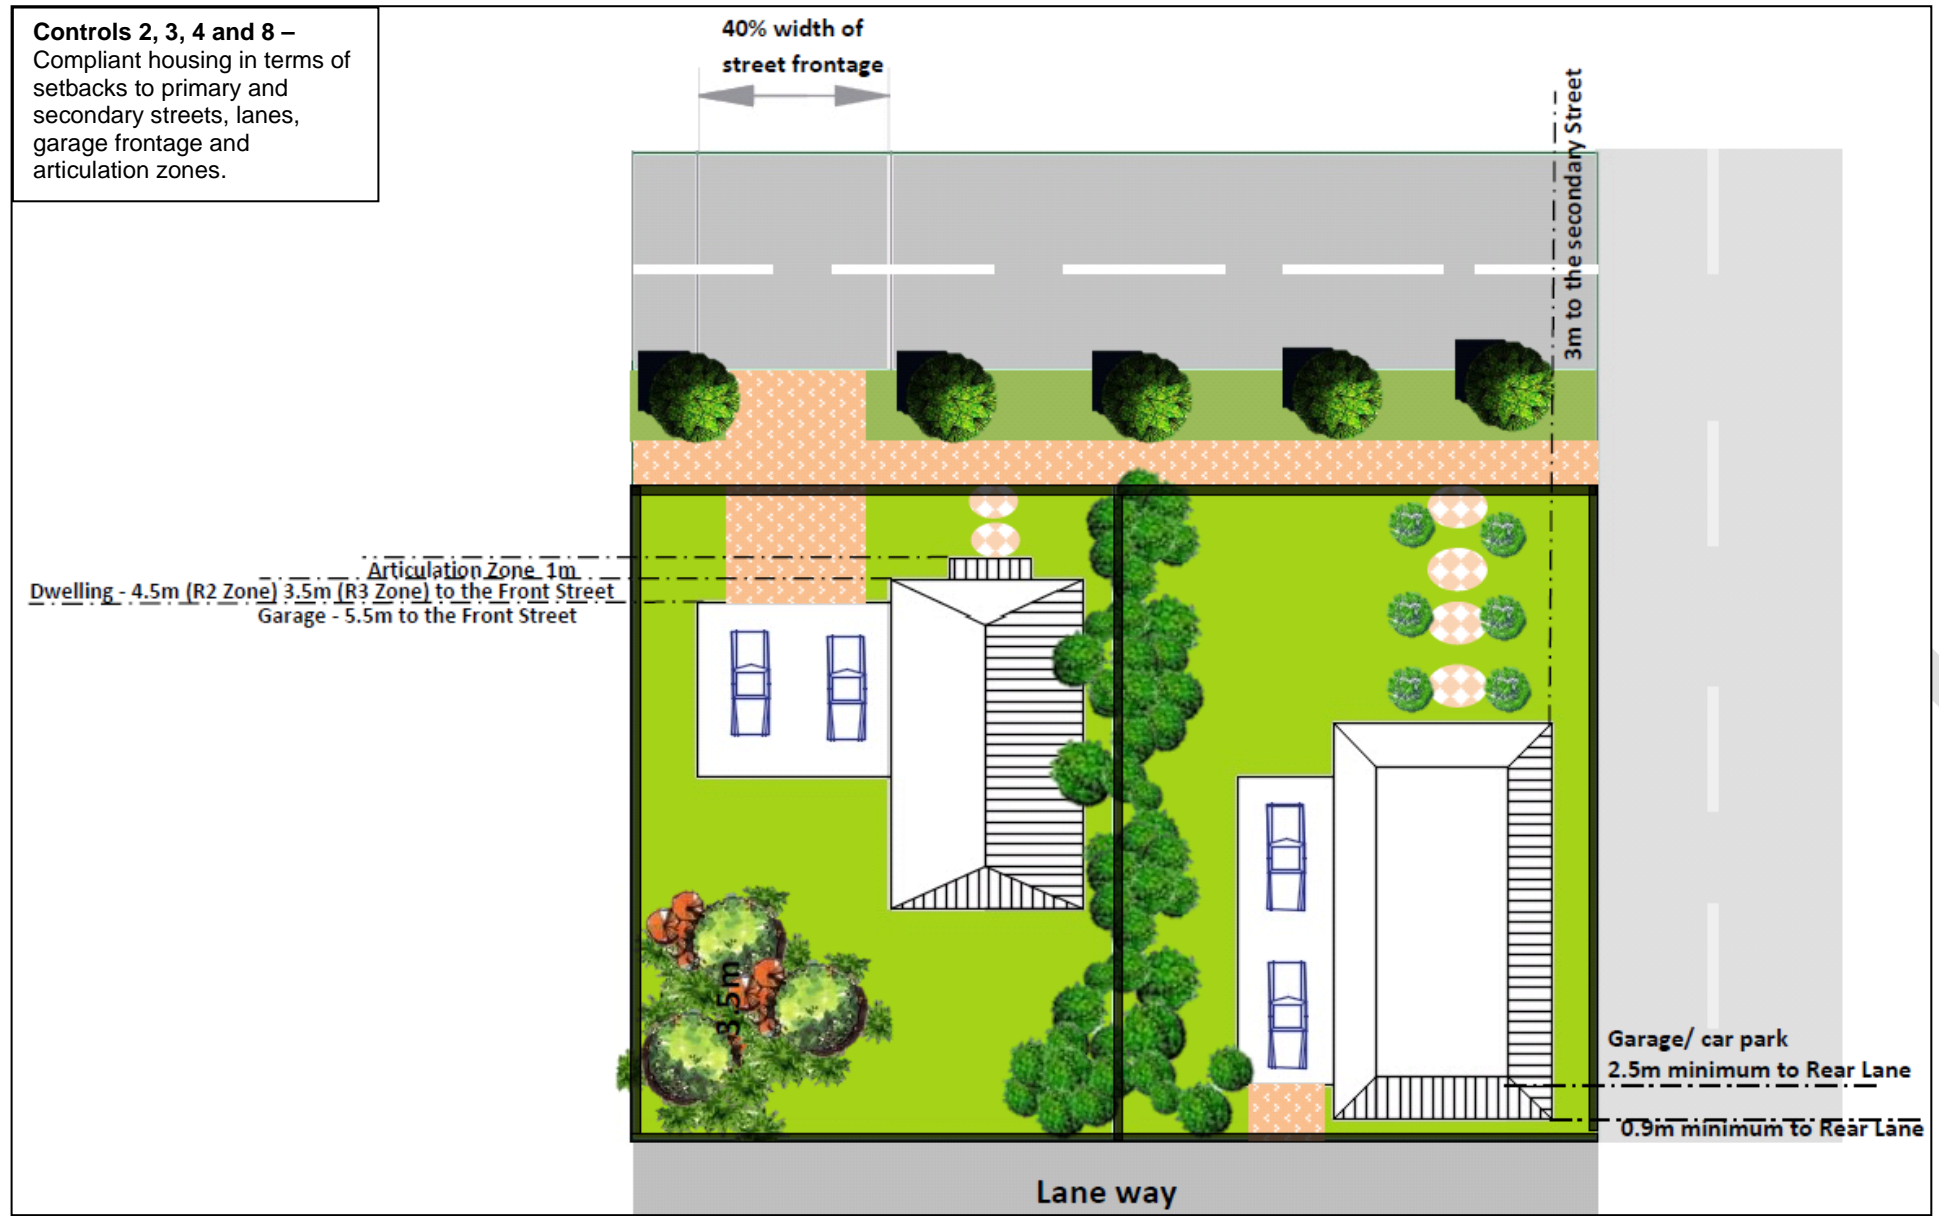 Controls 2, 3, 4 and 8 –
Compliant housing in terms of
setbacks to primary and
secondary streets, lanes,
garage frontage and
articulation zones.
40% width of
street frontage
3m to the secondary Street
Articulation Zone 1m
Dwelling - 4.5m (R2 Zone) 3.5m (R3 Zone) to the Front Street
Garage - 5.5m to the Front Street
3.5m
Garage/ car park
2.5m minimum to Rear Lane
0.9m minimum to Rear Lane
Lane way